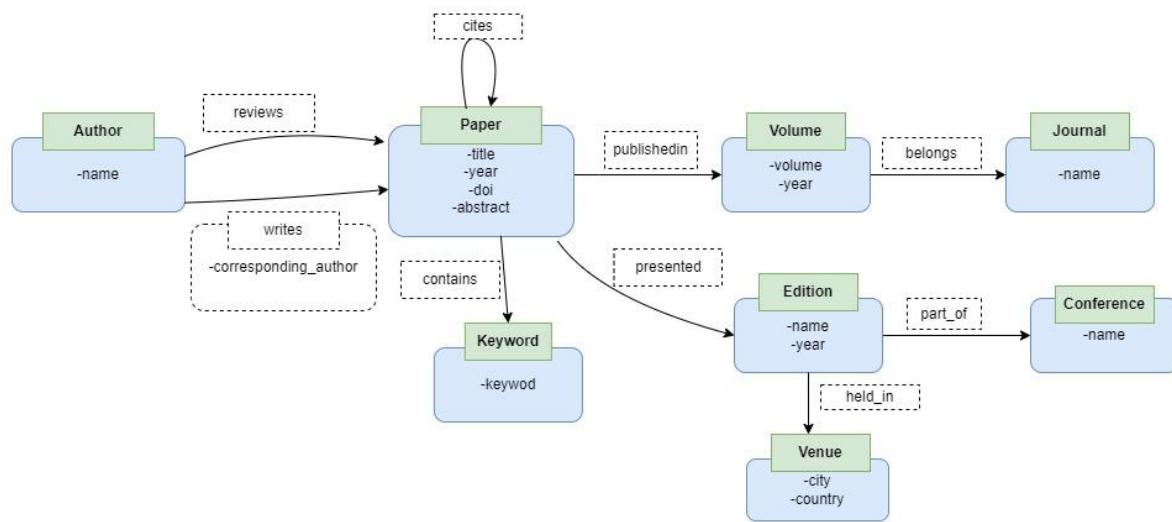 cites
reviews
Author
-name
Paper
-title
-year
-doi
-abstract
publishedin
Volume
-volume
-year
belongs
Journal
-name
writes
-corresponding_author
contains
presented
Keyword
-keywod
Edition
-name
-year
part_of
Conference
-name
held_in
Venue
-city
-country